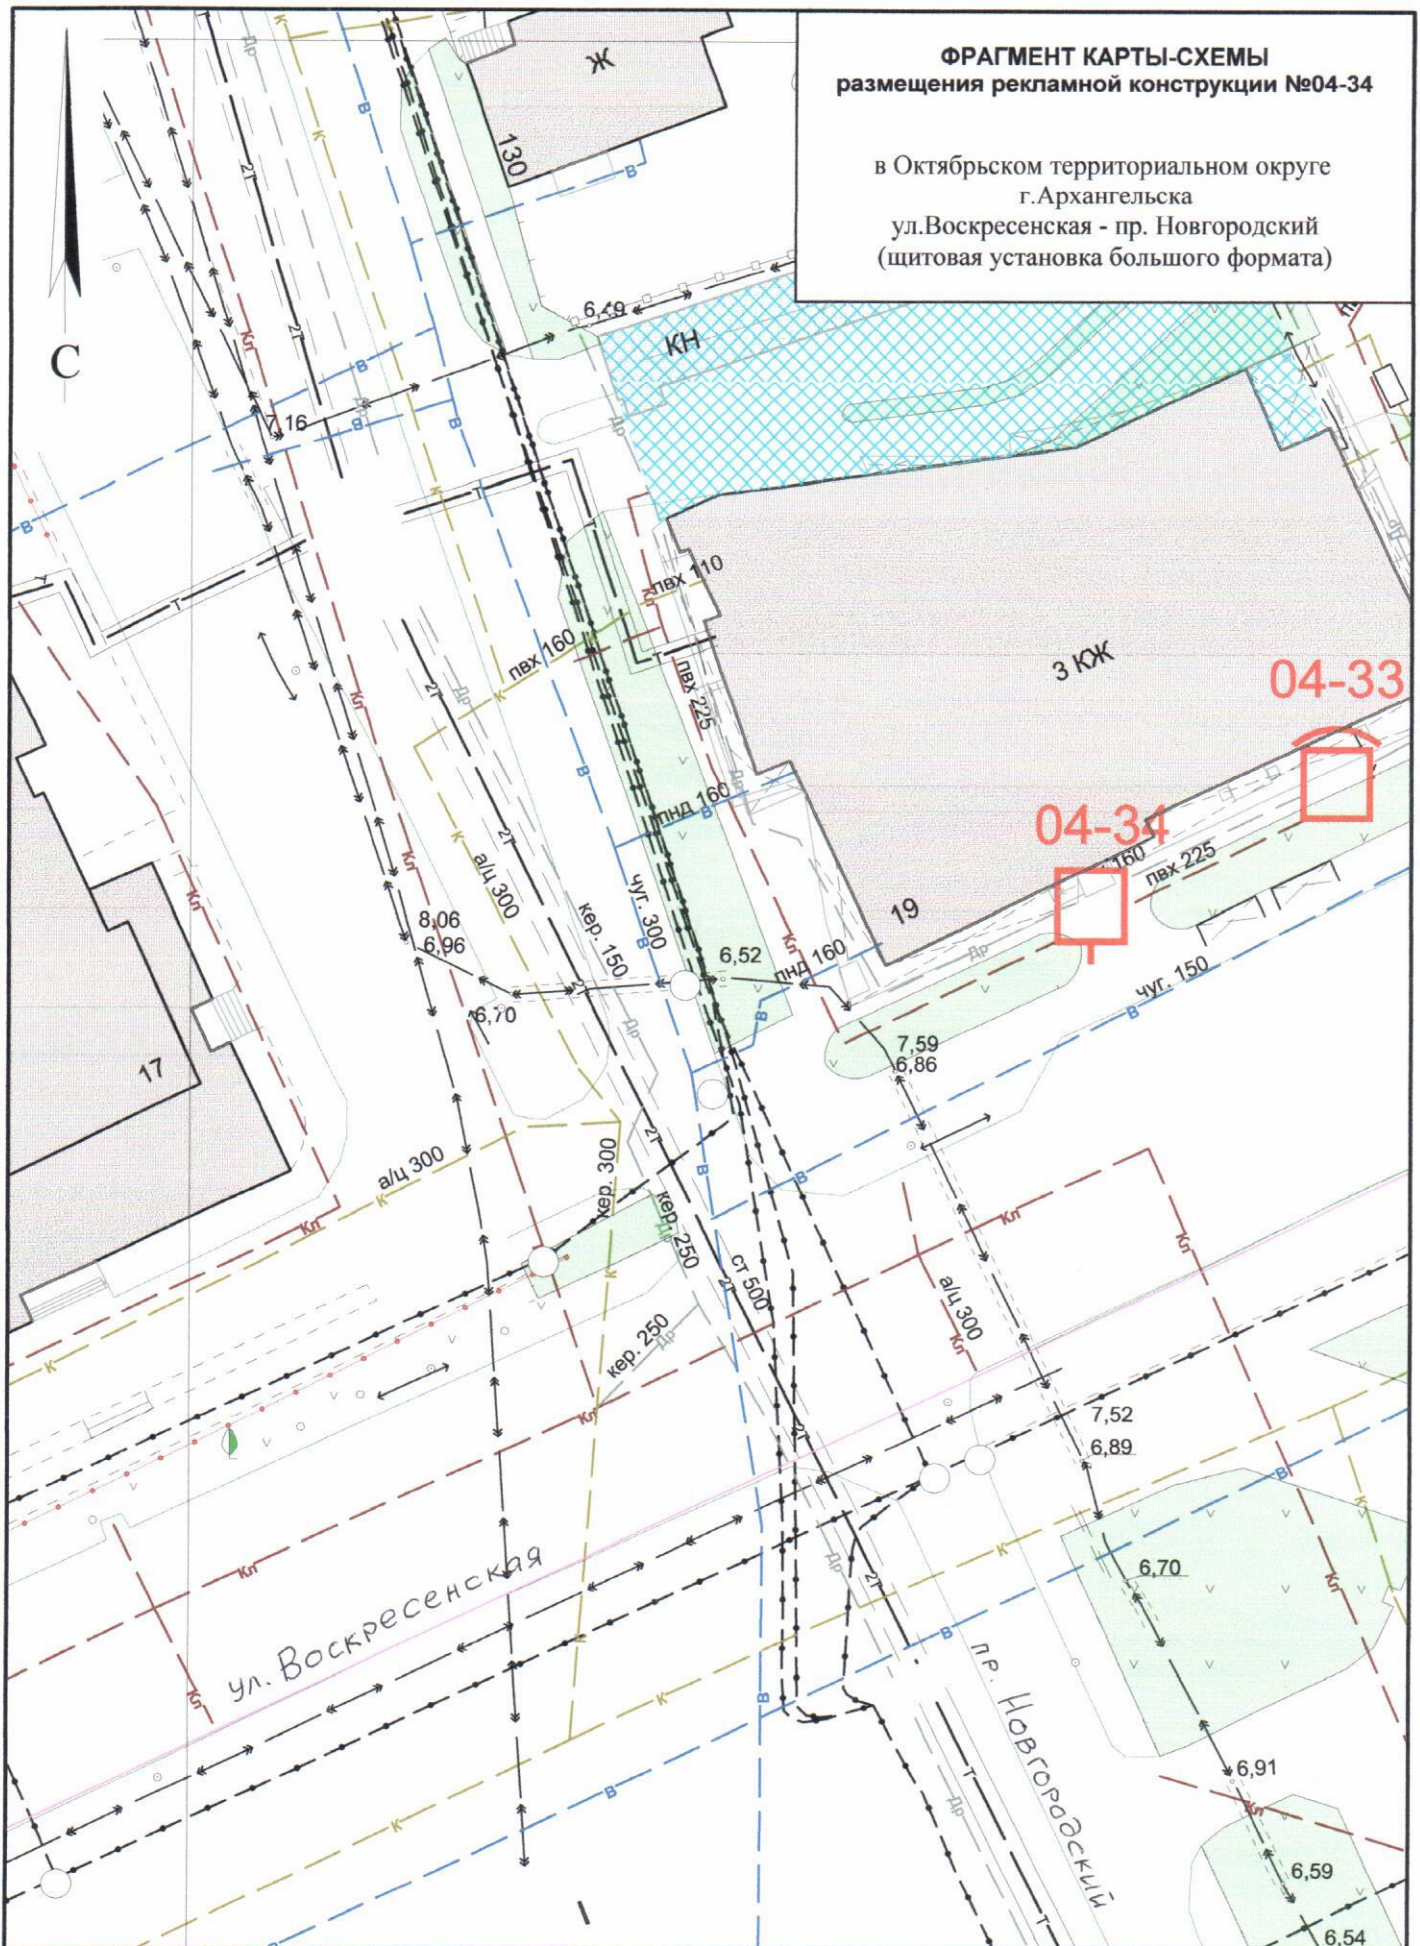 ФРАГМЕНТ КАРТЫ-СХЕМЫ
размещения рекламной конструкции №04-34
в Октябрьском территориальном округе
г.Архангельска
ул.Воскресенская - пр. Новгородский
(щитовая установка большого формата)
С
Ж
130
6,49
КН
7,16
пвх 110
пвх 160
пвх 225
3 КЖ
04-33
пнд 160
04-34
160
пвх 225
а/ц 300
кер. 150
чуг. 300
19
8,06
6,96
6,52
пнд 160
чуг. 150
6,70
7,59
6,86
17
а/ц 300
кер. 300
кер. 250
ст 500
а/ц 300
кер. 250
7,52
6,89
ул. Воскресенская
6,70
пр. Новгородский
6,91
6,59
6,54